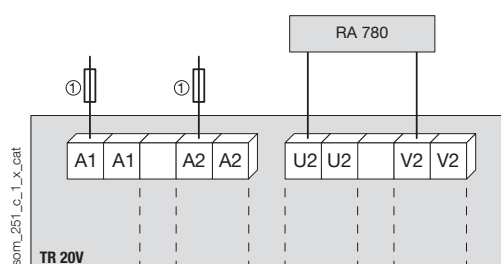 RA 780
① ①
A1 A1 A2 A2 U2 U2 V2 V2
som_251_c_1_x_cat
TR 20V